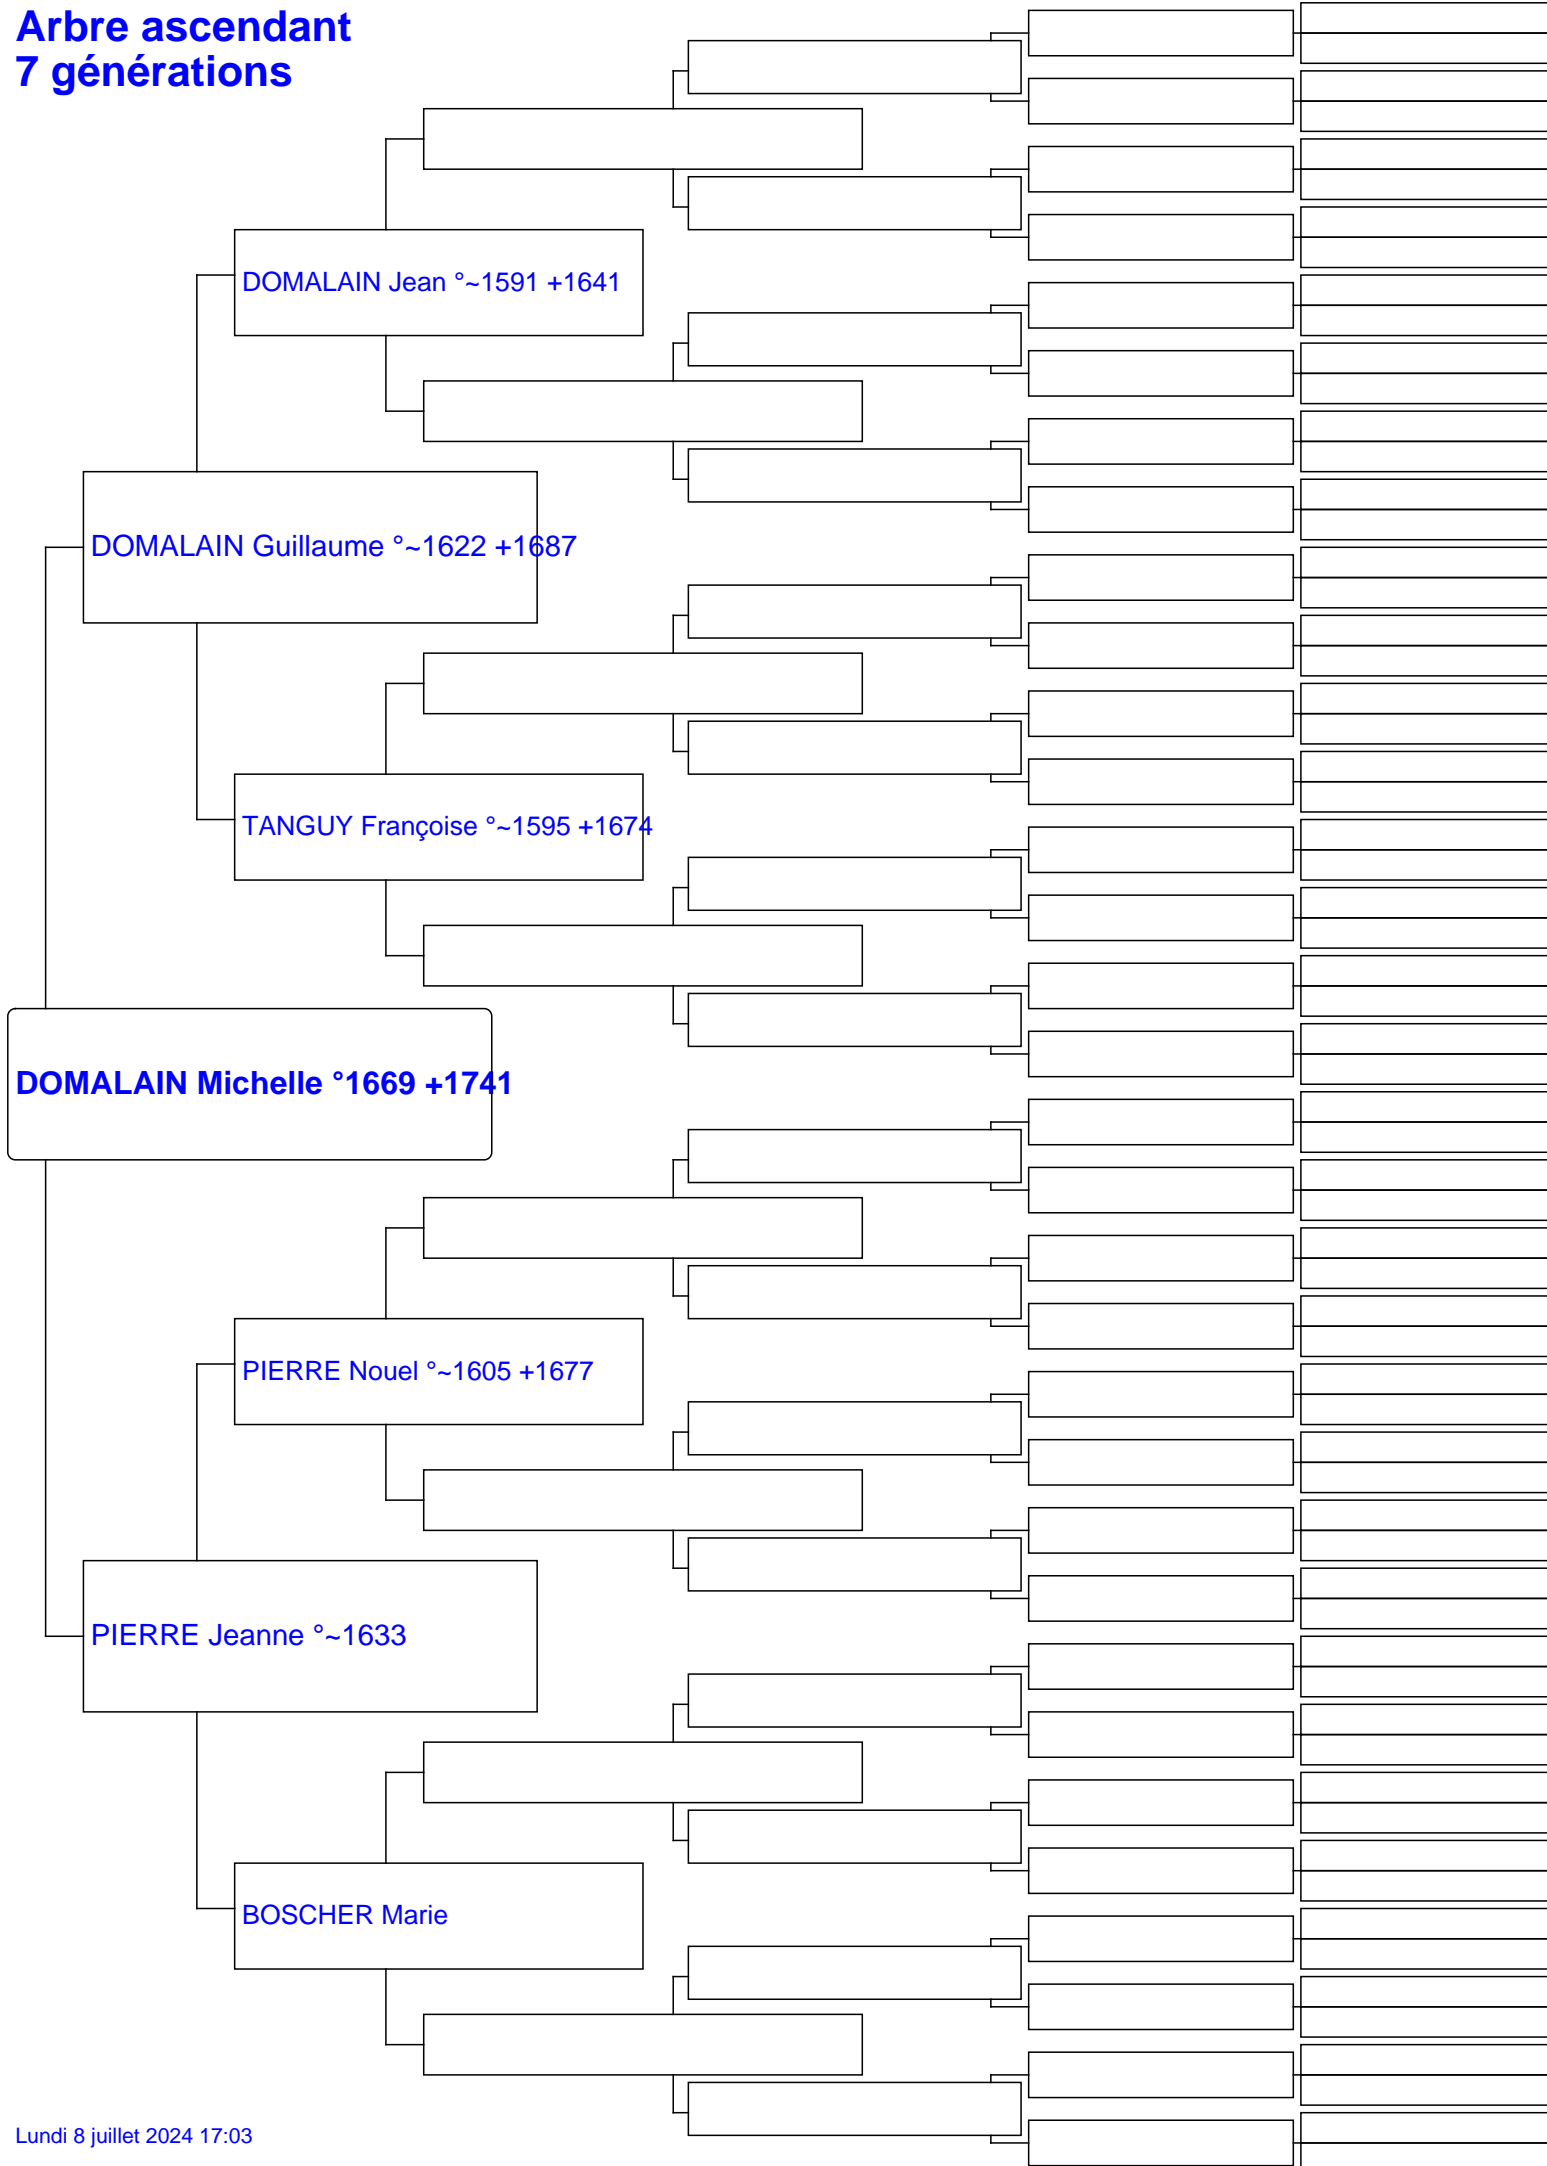 Arbre ascendant
7 générations
DOMALAIN Jean °~1591 +1641
DOMALAIN Guillaume °~1622 +1687
TANGUY Françoise °~1595 +1674
DOMALAIN Michelle °1669 +1741
PIERRE Nouel °~1605 +1677
PIERRE Jeanne °~1633
BOSCHER Marie
Lundi 8 juillet 2024 17:03